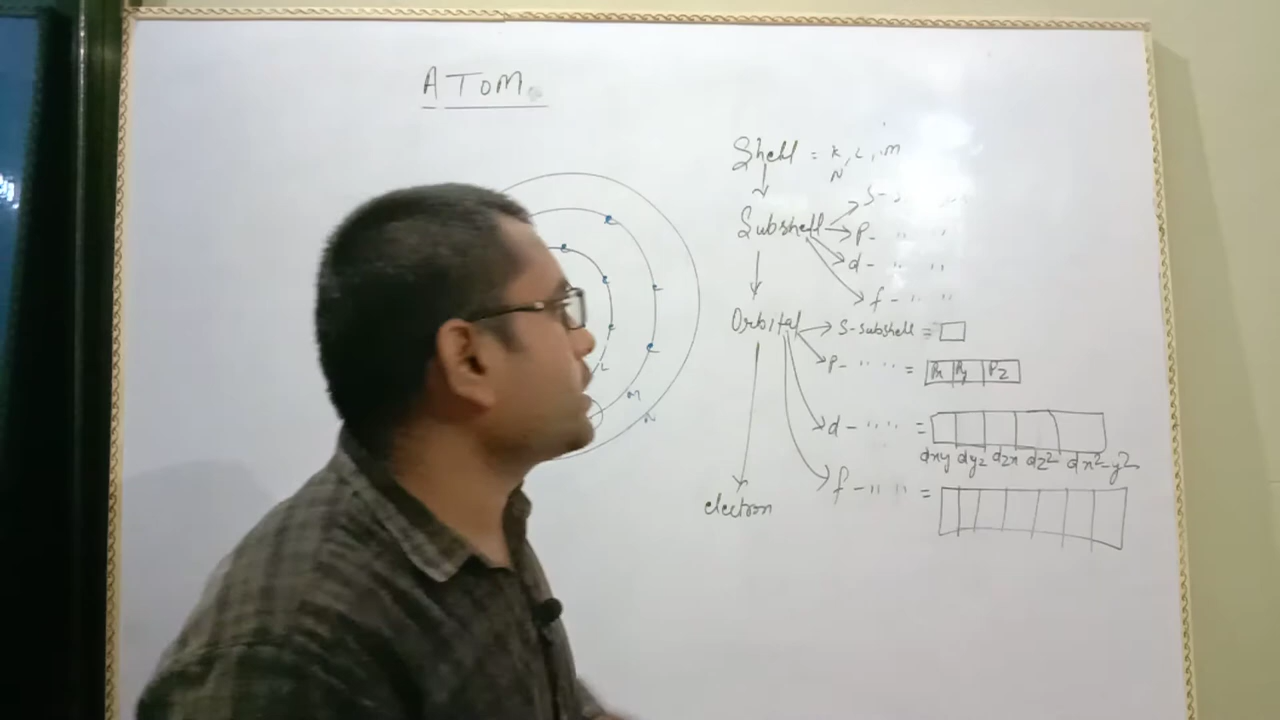 ATOM
Shell = K, L, M
N
Subshell
S-
p- " "
d- " "
f- " "
Orbital
S-subshell =
p- " " = Px Py Pz
d- " " =
dxy dyz dzx dz² dx²-y²
f- " " =
electron
L
M
N